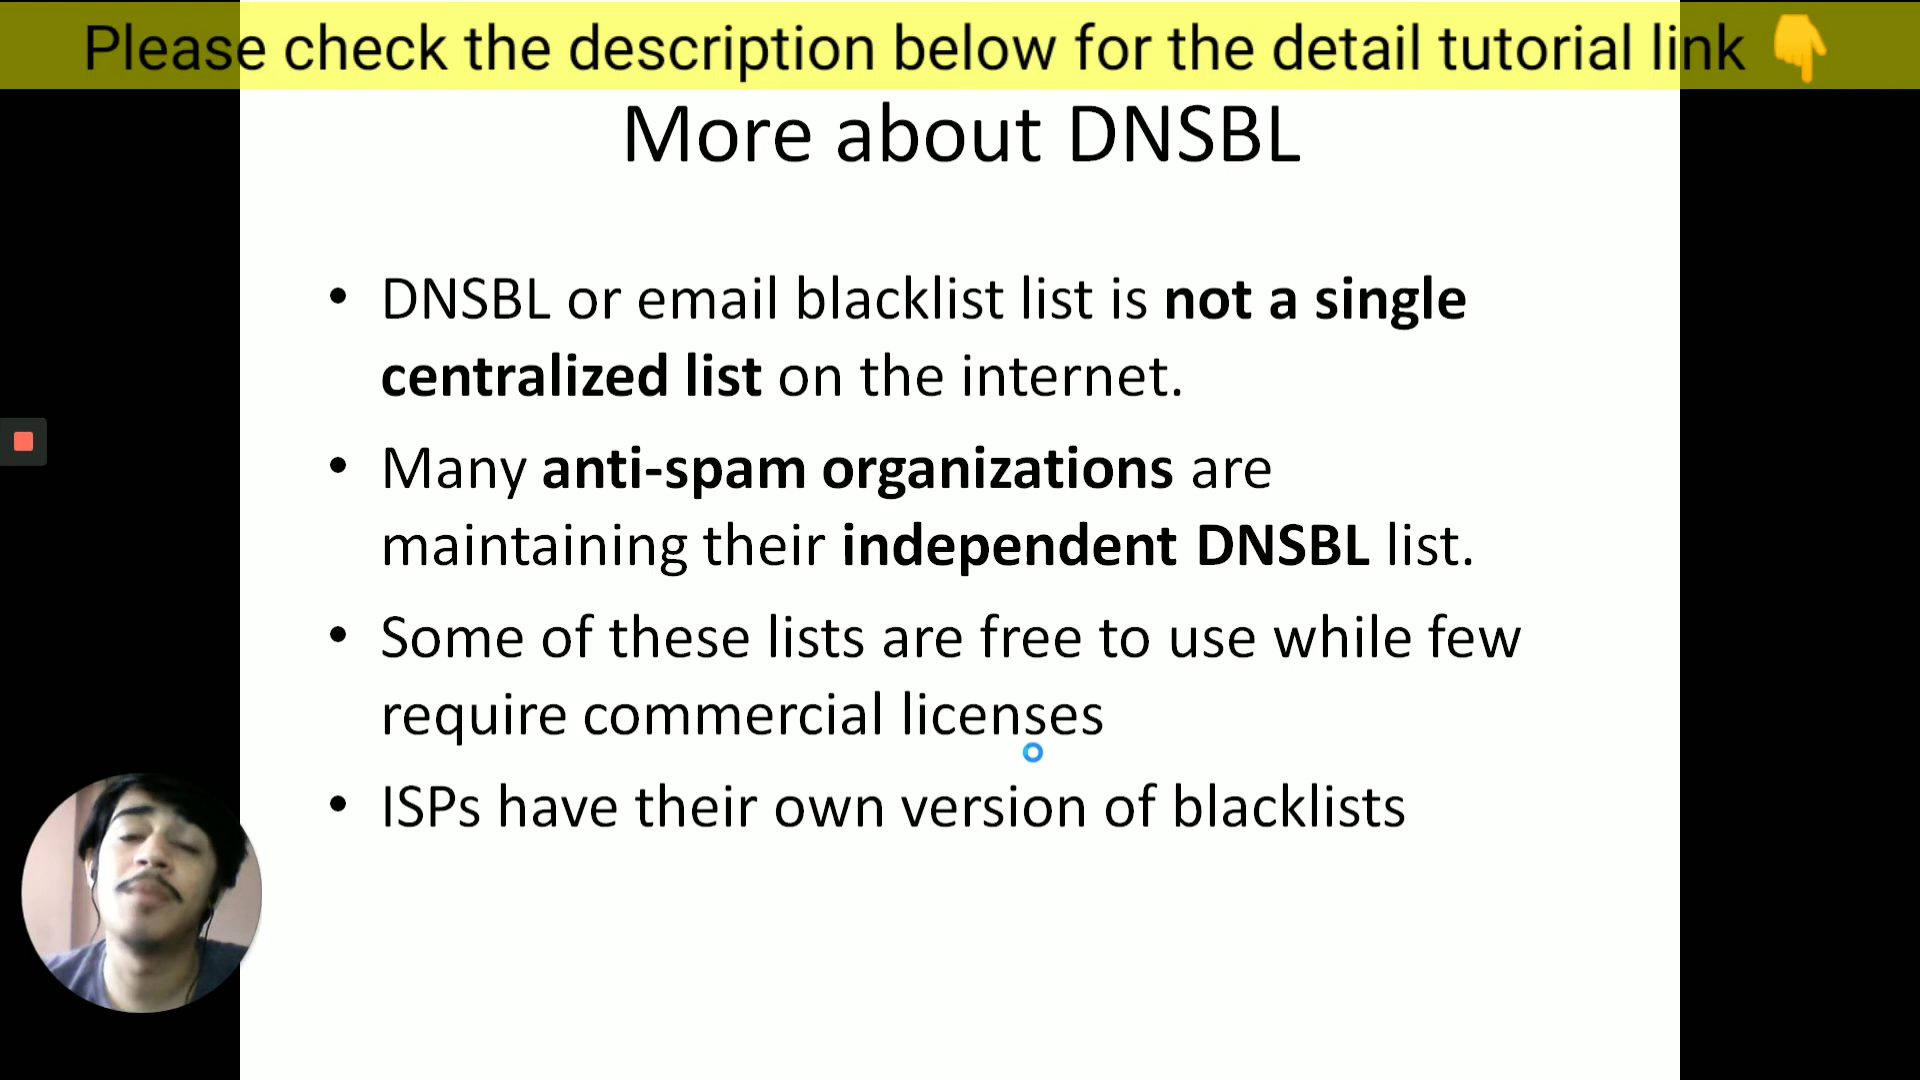 Please check the description below for the detail tutorial link 👇
More about DNSBL
• DNSBL or email blacklist list is not a single
centralized list on the internet.
• Many anti-spam organizations are
maintaining their independent DNSBL list.
• Some of these lists are free to use while few
require commercial licenses
• ISPs have their own version of blacklists